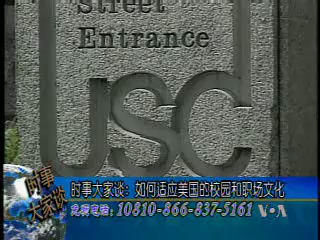 Street
Entrance
USC
时事
大家谈
时事大家谈：如何适应美国的校园和职场文化
免费电话：10810-866-837-5161 VOA